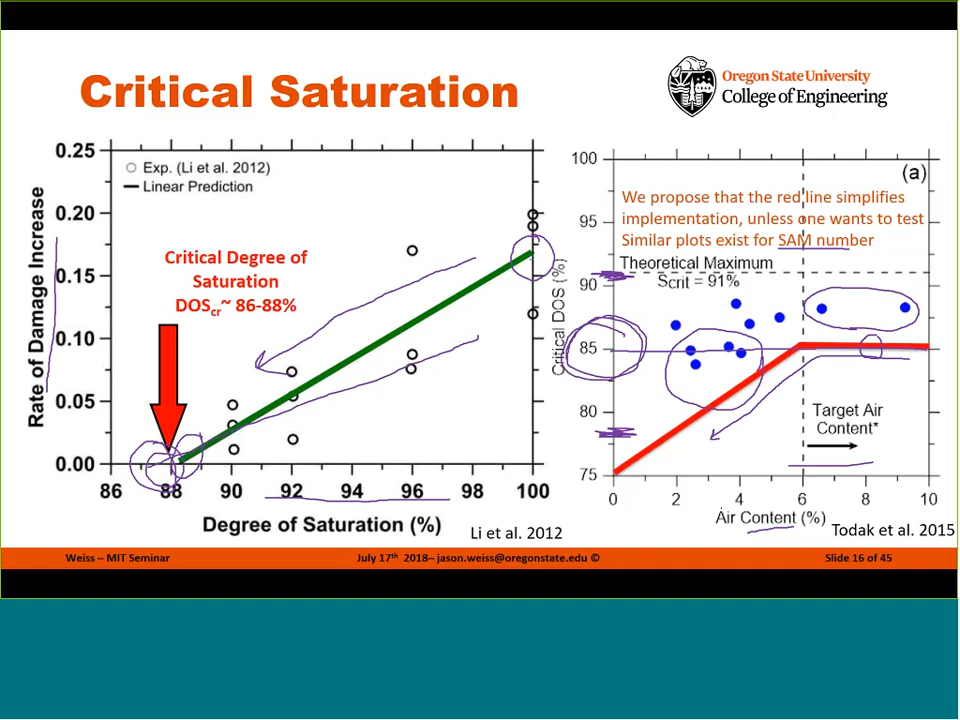 Critical Saturation
Oregon State University
College of Engineering
0.25
0.20
0.15
0.10
0.05
0.00
Rate of Damage Increase
Exp. (Li et al. 2012)
Linear Prediction
Critical Degree of
Saturation
DOScr~ 86-88%
86 88 90 92 94 96 98 100
Degree of Saturation (%)
Li et al. 2012
100
95
90
85
80
75
Critical DOS (%)
(a)
We propose that the red line simplifies
implementation, unless one wants to test
Similar plots exist for SAM number
Theoretical Maximum
Scrit = 91%
Target Air
Content*
0 2 4 6 8 10
Air Content (%)
Todak et al. 2015
Weiss – MIT Seminar
July 17th 2018– jason.weiss@oregonstate.edu ©
Slide 16 of 45